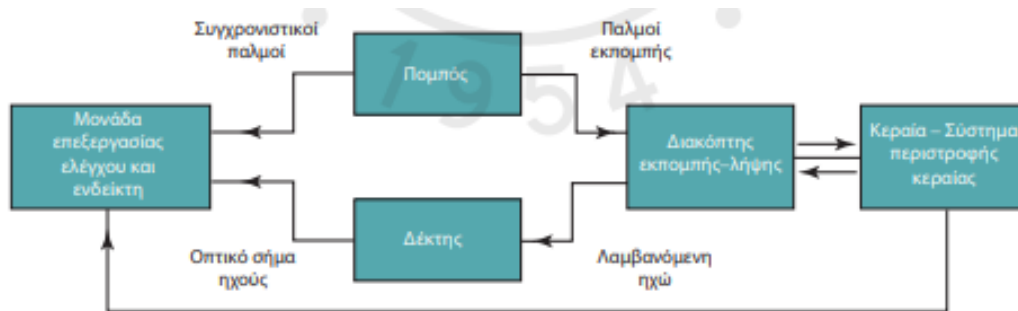 Συγχρονιστικοί
παλμοί
Πομπός
Παλμοί
εκπομπής
1954
Μονάδα
επεξεργασίας
ελέγχου και
ενδείκτη
Διακόπτης
εκπομπής–λήψης
Κεραία – Σύστημα
περιστροφής
κεραίας
Οπτικό σήμα
ηχούς
Δέκτης
Λαμβανόμενη
ηχώ